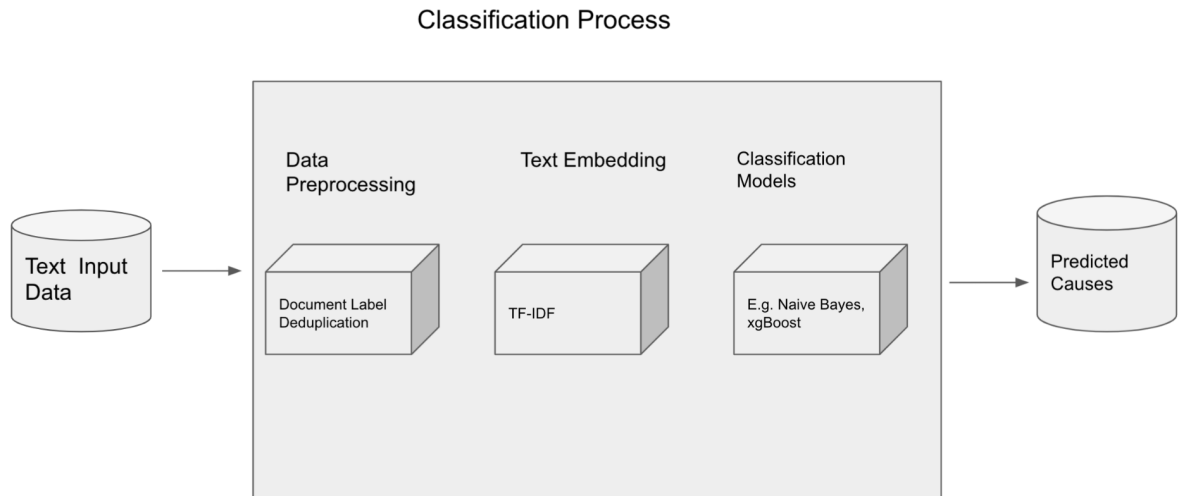 Classification Process
Data
Preprocessing
Text Embedding
Classification
Models
Text Input
Data
Document Label
Deduplication
TF-IDF
E.g. Naive Bayes,
xgBoost
Predicted
Causes